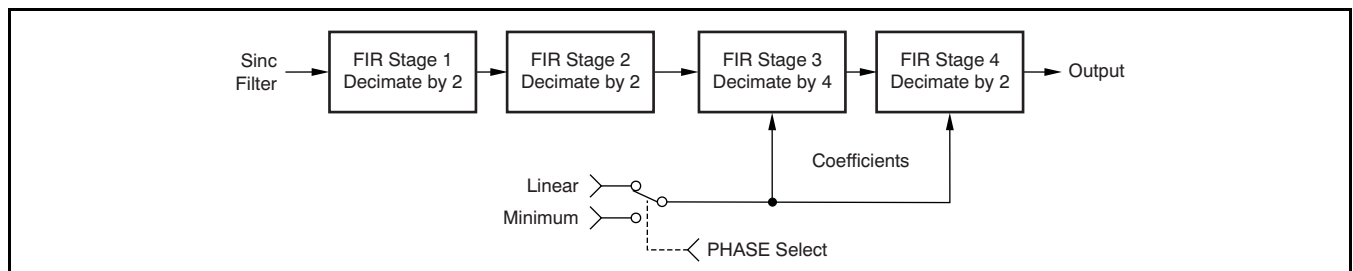 Sinc
Filter
FIR Stage 1
Decimate by 2
FIR Stage 2
Decimate by 2
FIR Stage 3
Decimate by 4
FIR Stage 4
Decimate by 2
Output
Coefficients
Linear
Minimum
PHASE Select